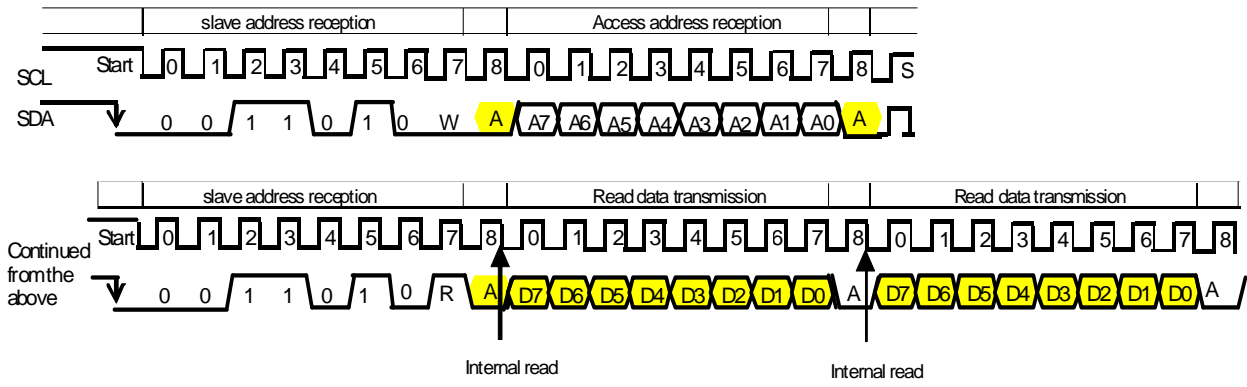 slave address reception Access address reception
SCL Start 0 1 2 3 4 5 6 7 8 0 1 2 3 4 5 6 7 8 S
SDA 0 0 1 1 0 1 0 W A A7 A6 A5 A4 A3 A2 A1 A0 A
slave address reception Read data transmission Read data transmission
Start 0 1 2 3 4 5 6 7 8 0 1 2 3 4 5 6 7 8 0 1 2 3 4 5 6 7 8
Continued
from the
above
0 0 1 1 0 1 0 R A D7 D6 D5 D4 D3 D2 D1 D0 A D7 D6 D5 D4 D3 D2 D1 D0 A
Internal read Internal read